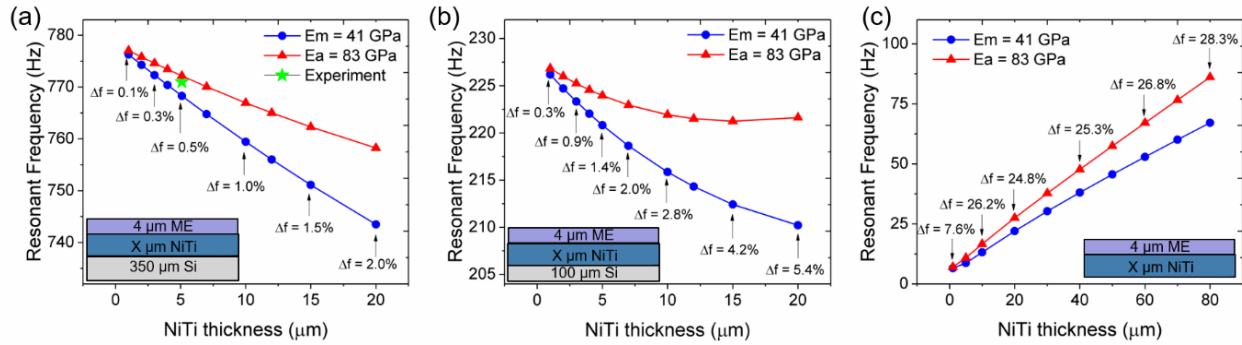 (a)
Resonant Frequency (Hz)
780
770
760
750
740
Em = 41 GPa
Ea = 83 GPa
Experiment
Δf = 0.1%
Δf = 0.3%
Δf = 0.5%
Δf = 1.0%
Δf = 1.5%
Δf = 2.0%
4 µm ME
X µm NiTi
350 µm Si
0 5 10 15 20
NiTi thickness (µm)
(b)
Resonant Frequency (Hz)
230
225
220
215
210
205
Em = 41 GPa
Ea = 83 GPa
Δf = 0.3%
Δf = 0.9%
Δf = 1.4%
Δf = 2.0%
Δf = 2.8%
Δf = 4.2%
Δf = 5.4%
4 µm ME
X µm NiTi
100 µm Si
0 5 10 15 20
NiTi thickness (µm)
(c)
Resonant Frequency (Hz)
100
75
50
25
0
Em = 41 GPa
Ea = 83 GPa
Δf = 28.3%
Δf = 26.8%
Δf = 25.3%
Δf = 24.8%
Δf = 26.2%
Δf = 7.6%
4 µm ME
X µm NiTi
0 20 40 60 80
NiTi thickness (µm)